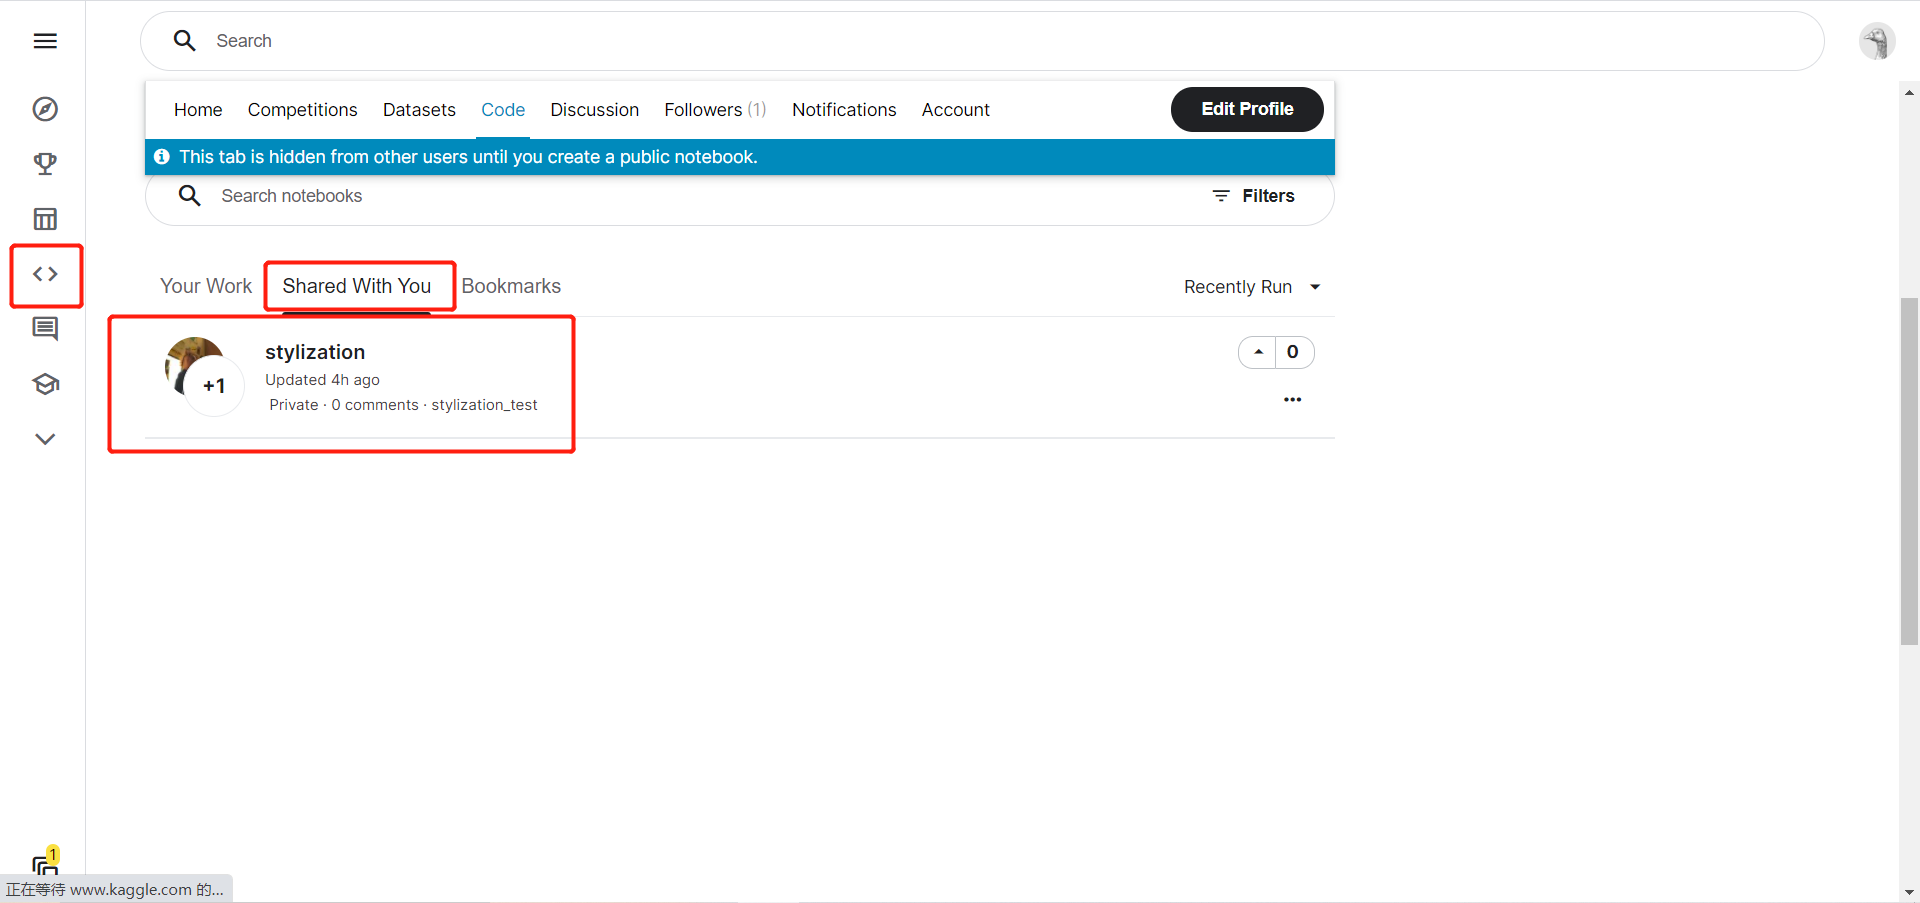 Search
Home Competitions Datasets Code Discussion Followers (1) Notifications Account Edit Profile
This tab is hidden from other users until you create a public notebook.
Search notebooks Filters
Your Work Shared With You Bookmarks Recently Run
stylization
Updated 4h ago
Private · 0 comments · stylization_test
+1
0
1
正在等待 www.kaggle.com 的...